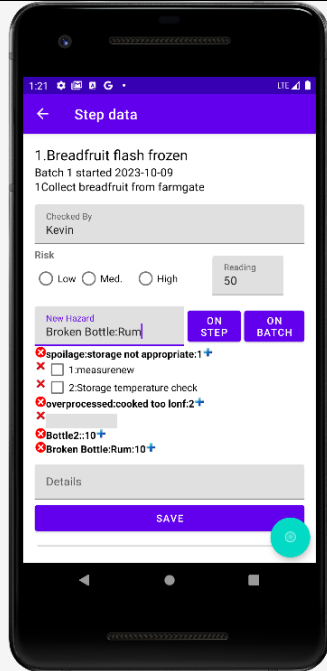 1:21 LTE
Step data
1.Breadfruit flash frozen
Batch 1 started 2023-10-09
1Collect breadfruit from farmgate
Checked By
Kevin
Risk
Low Med. High
Reading
50
New Hazard
Broken Bottle:Rum
ON STEP
ON BATCH
spoilage:storage not appropriate:1
1:measurenew
2:Storage temperature check
overprocessed:cooked too lonf:2
Bottle2::10
Broken Bottle:Rum:10
Details
SAVE